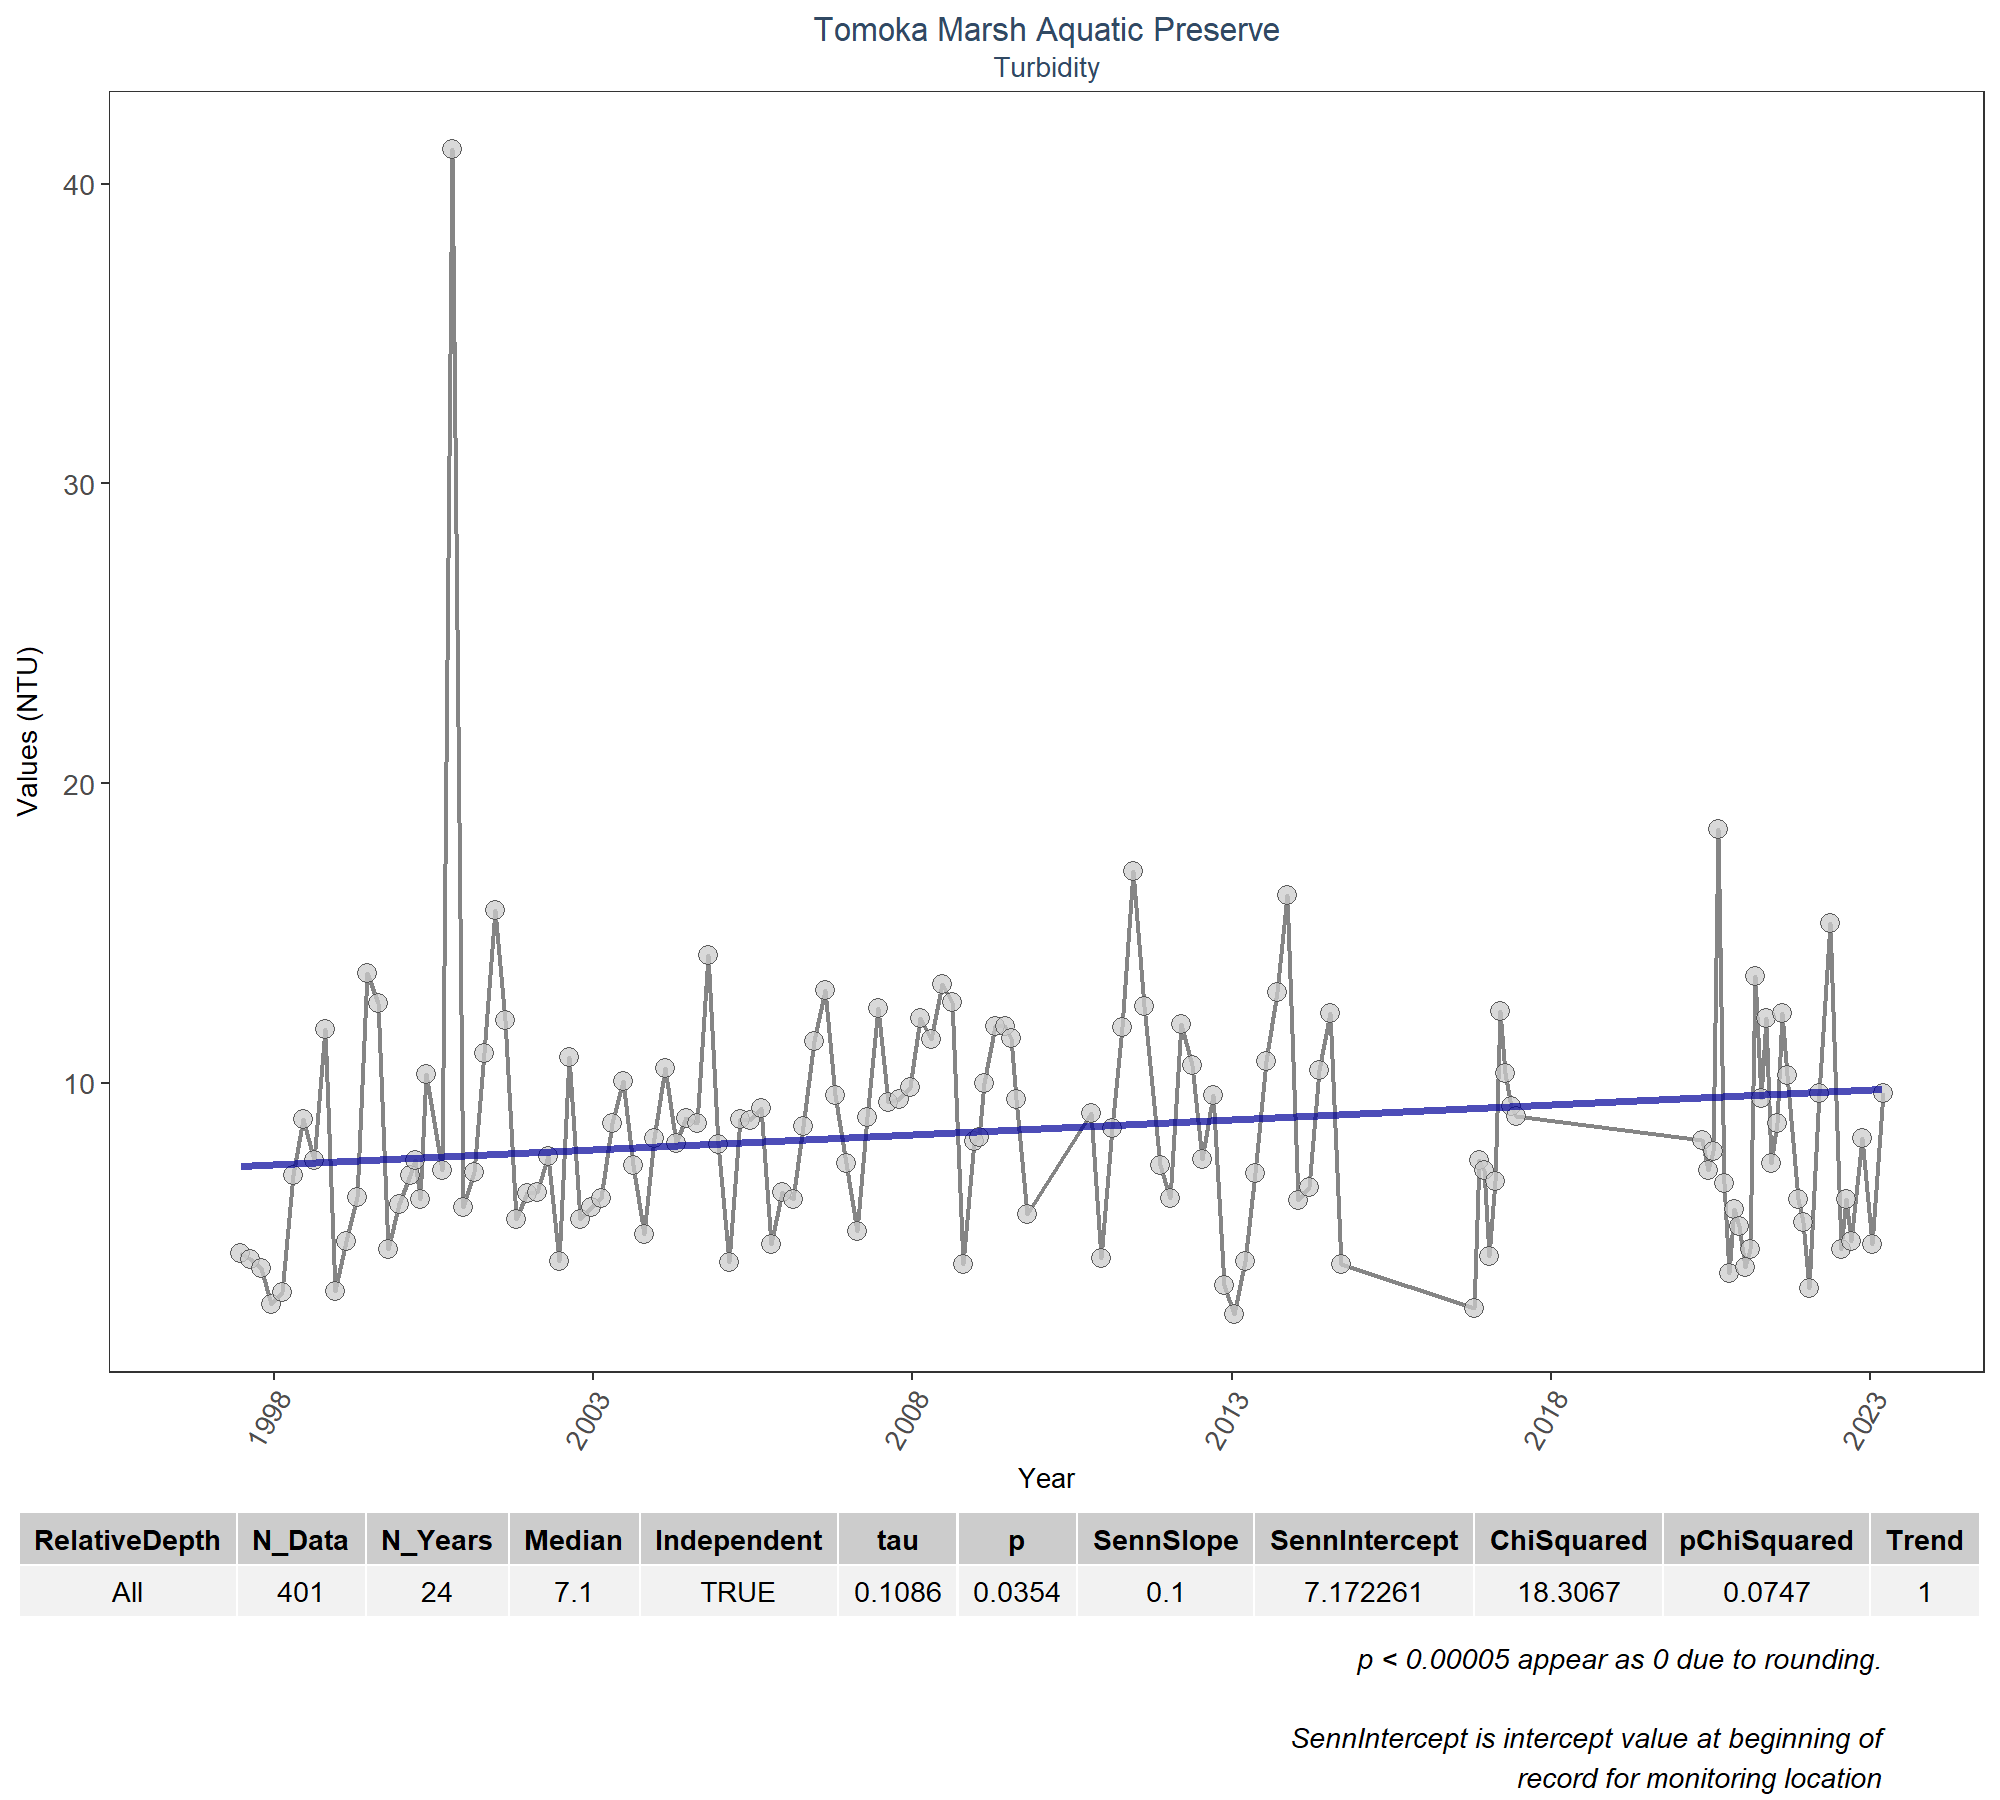 Tomoka Marsh Aquatic Preserve
Turbidity
Values (NTU)
40
30
20
10
1998
2003
2008
2013
2018
2023
Year
RelativeDepth N_Data N_Years Median Independent tau p SennSlope SennIntercept ChiSquared pChiSquared Trend
All 401 24 7.1 TRUE 0.1086 0.0354 0.1 7.172261 18.3067 0.0747 1
p < 0.00005 appear as 0 due to rounding.
SennIntercept is intercept value at beginning of
record for monitoring location